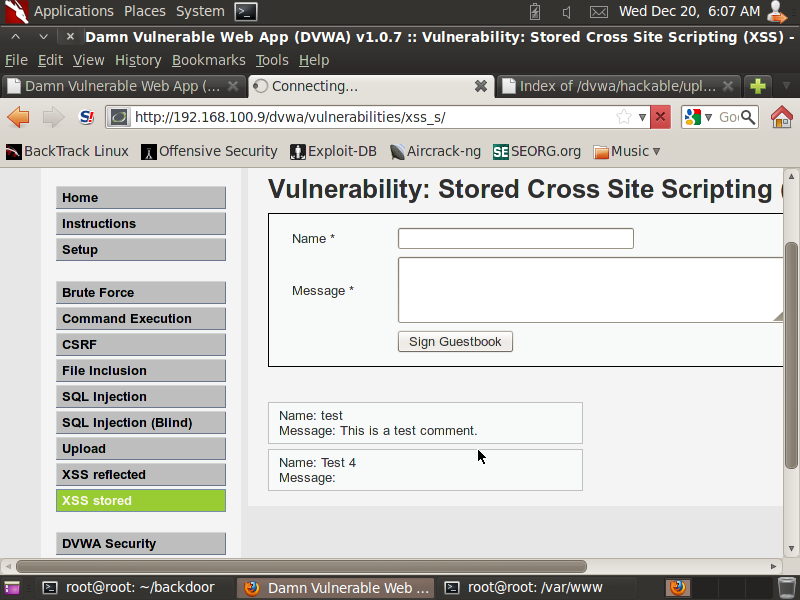 Applications Places System Wed Dec 20, 6:07 AM
Damn Vulnerable Web App (DVWA) v1.0.7 :: Vulnerability: Stored Cross Site Scripting (XSS) -
File Edit View History Bookmarks Tools Help
Damn Vulnerable Web App (... Connecting... Index of /dvwa/hackable/upl...
http://192.168.100.9/dvwa/vulnerabilities/xss_s/ Go
BackTrack Linux Offensive Security Exploit-DB Aircrack-ng SE SEORG.org Music
Vulnerability: Stored Cross Site Scripting (
Home
Instructions
Setup
Brute Force
Command Execution
CSRF
File Inclusion
SQL Injection
SQL Injection (Blind)
Upload
XSS reflected
XSS stored
DVWA Security
Name *
Message *
Sign Guestbook
Name: test
Message: This is a test comment.
Name: Test 4
Message:
root@root: ~/backdoor Damn Vulnerable Web ... root@root: /var/www